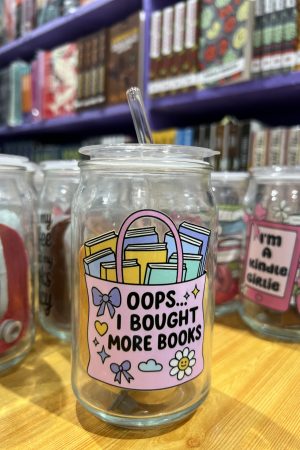 OOPS...
I BOUGHT
MORE BOOKS
I'm
A
Kindle
Girlie